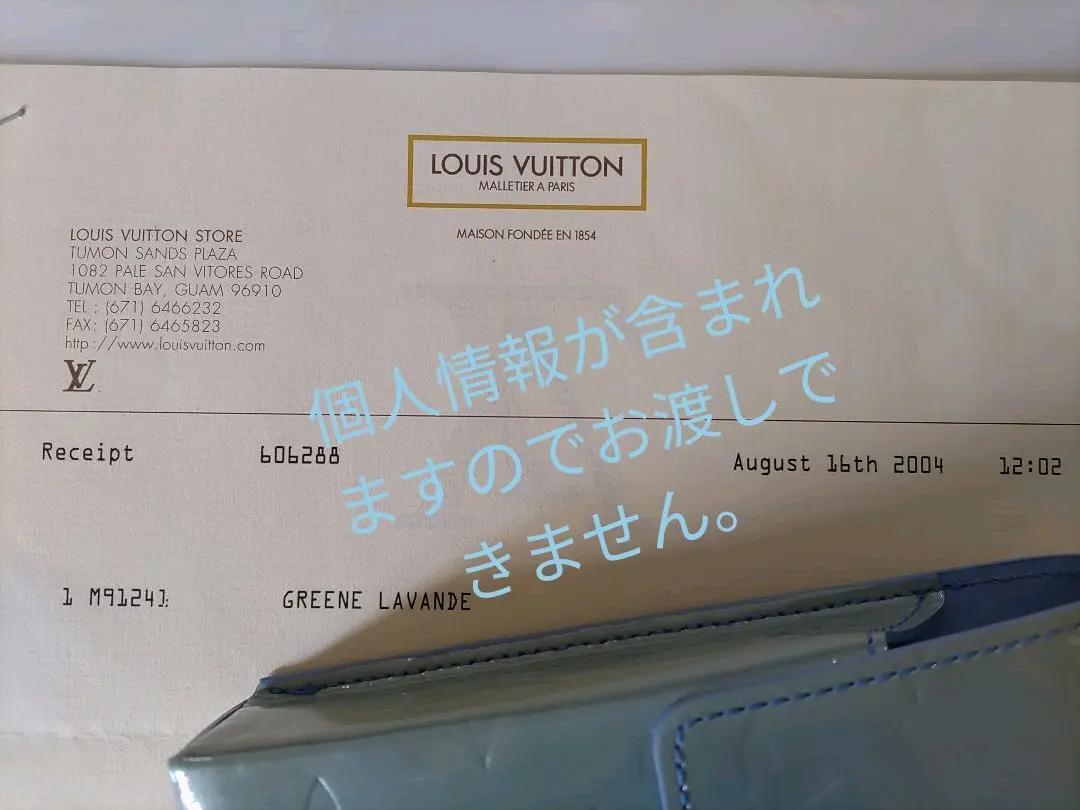 LOUIS VUITTON
MALLETIER A PARIS
MAISON FONDÉE EN 1854
LOUIS VUITTON STORE
TUMON SANDS PLAZA
1082 PALE SAN VITORES ROAD
TUMON BAY, GUAM 96910
TEL : (671) 6466232
FAX: (671) 6465823
http://www.louisvuitton.com
LV
個人情報が含まれ
ますのでお渡しで
きません。
Receipt 606288 August 16th 2004 12:02
1 M91241: GREENE LAVANDE